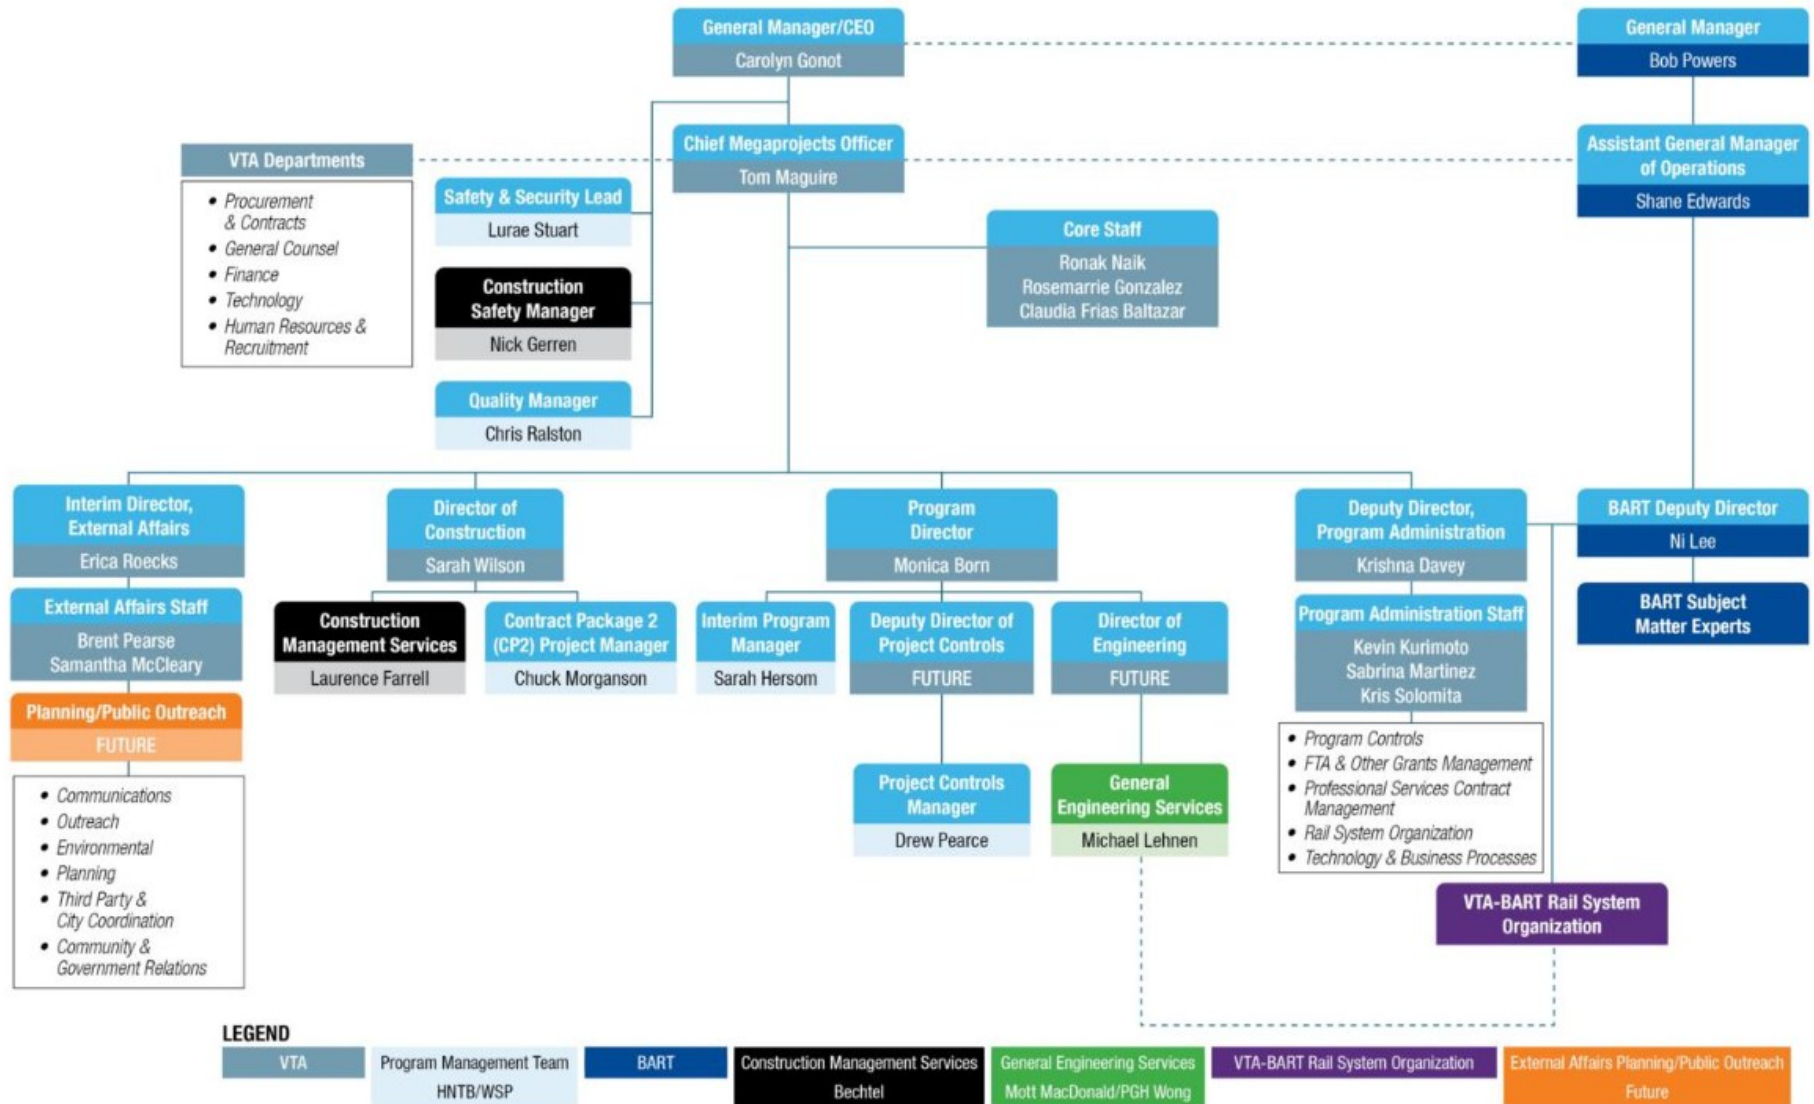 General Manager/CEO
Carolyn Gonot
General Manager
Bob Powers
Chief Megaprojects Officer
Tom Maguire
Assistant General Manager
of Operations
Shane Edwards
VTA Departments
• Procurement
& Contracts
• General Counsel
• Finance
• Technology
• Human Resources &
Recruitment
Safety & Security Lead
Lurae Stuart
Construction
Safety Manager
Nick Gerren
Quality Manager
Chris Ralston
Core Staff
Ronak Naik
Rosemarrie Gonzalez
Claudia Frias Baltazar
Interim Director,
External Affairs
Erica Roecks
External Affairs Staff
Brent Pearse
Samantha McCleary
Planning/Public Outreach
FUTURE
• Communications
• Outreach
• Environmental
• Planning
• Third Party &
City Coordination
• Community &
Government Relations
Director of
Construction
Sarah Wilson
Construction
Management Services
Laurence Farrell
Contract Package 2
(CP2) Project Manager
Chuck Morganson
Program
Director
Monica Born
Interim Program
Manager
Sarah Hersom
Deputy Director of
Project Controls
FUTURE
Director of
Engineering
FUTURE
Project Controls
Manager
Drew Pearce
General
Engineering Services
Michael Lehnen
Deputy Director,
Program Administration
Krishna Davey
Program Administration Staff
Kevin Kurimoto
Sabrina Martinez
Kris Solomita
• Program Controls
• FTA & Other Grants Management
• Professional Services Contract
Management
• Rail System Organization
• Technology & Business Processes
BART Deputy Director
Ni Lee
BART Subject
Matter Experts
VTA-BART Rail System
Organization
LEGEND
VTA
Program Management Team
HNTB/WSP
BART
Construction Management Services
Bechtel
General Engineering Services
Mott MacDonald/PGH Wong
VTA-BART Rail System Organization
External Affairs Planning/Public Outreach
Future